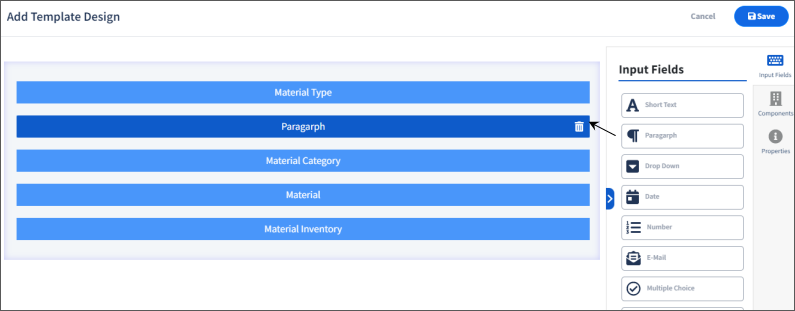 Add Template Design
Cancel
Save
Material Type
Paragarph
Material Category
Material
Material Inventory
Input Fields
Short Text
Paragarph
Drop Down
Date
Number
E-Mail
Multiple Choice
Input Fields
Components
Properties